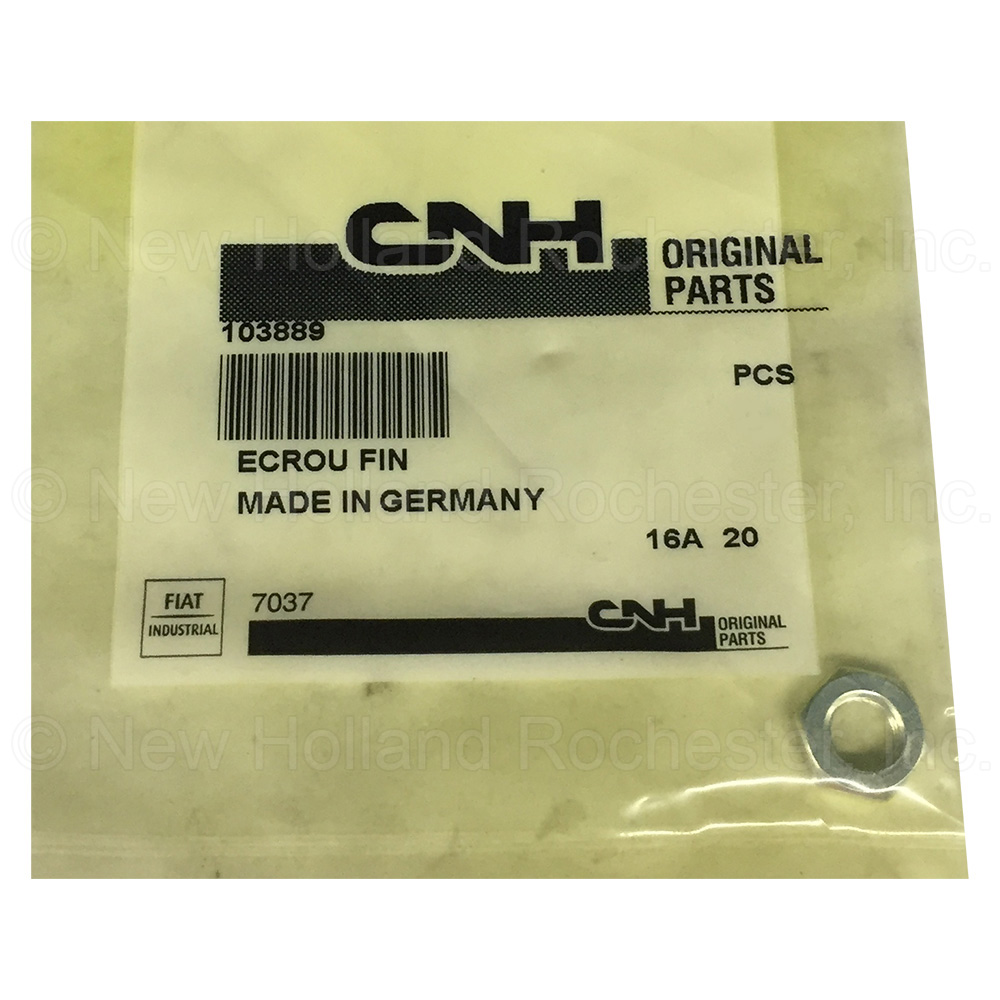 CNH
ORIGINAL
PARTS
103889
PCS
ECROU FIN
MADE IN GERMANY
16A 20
FIAT
INDUSTRIAL
7037
CNH
ORIGINAL
PARTS
© New Holland Rochester, Inc.
© New Holland Rochester, Inc.
© New Holland Rochester, Inc.